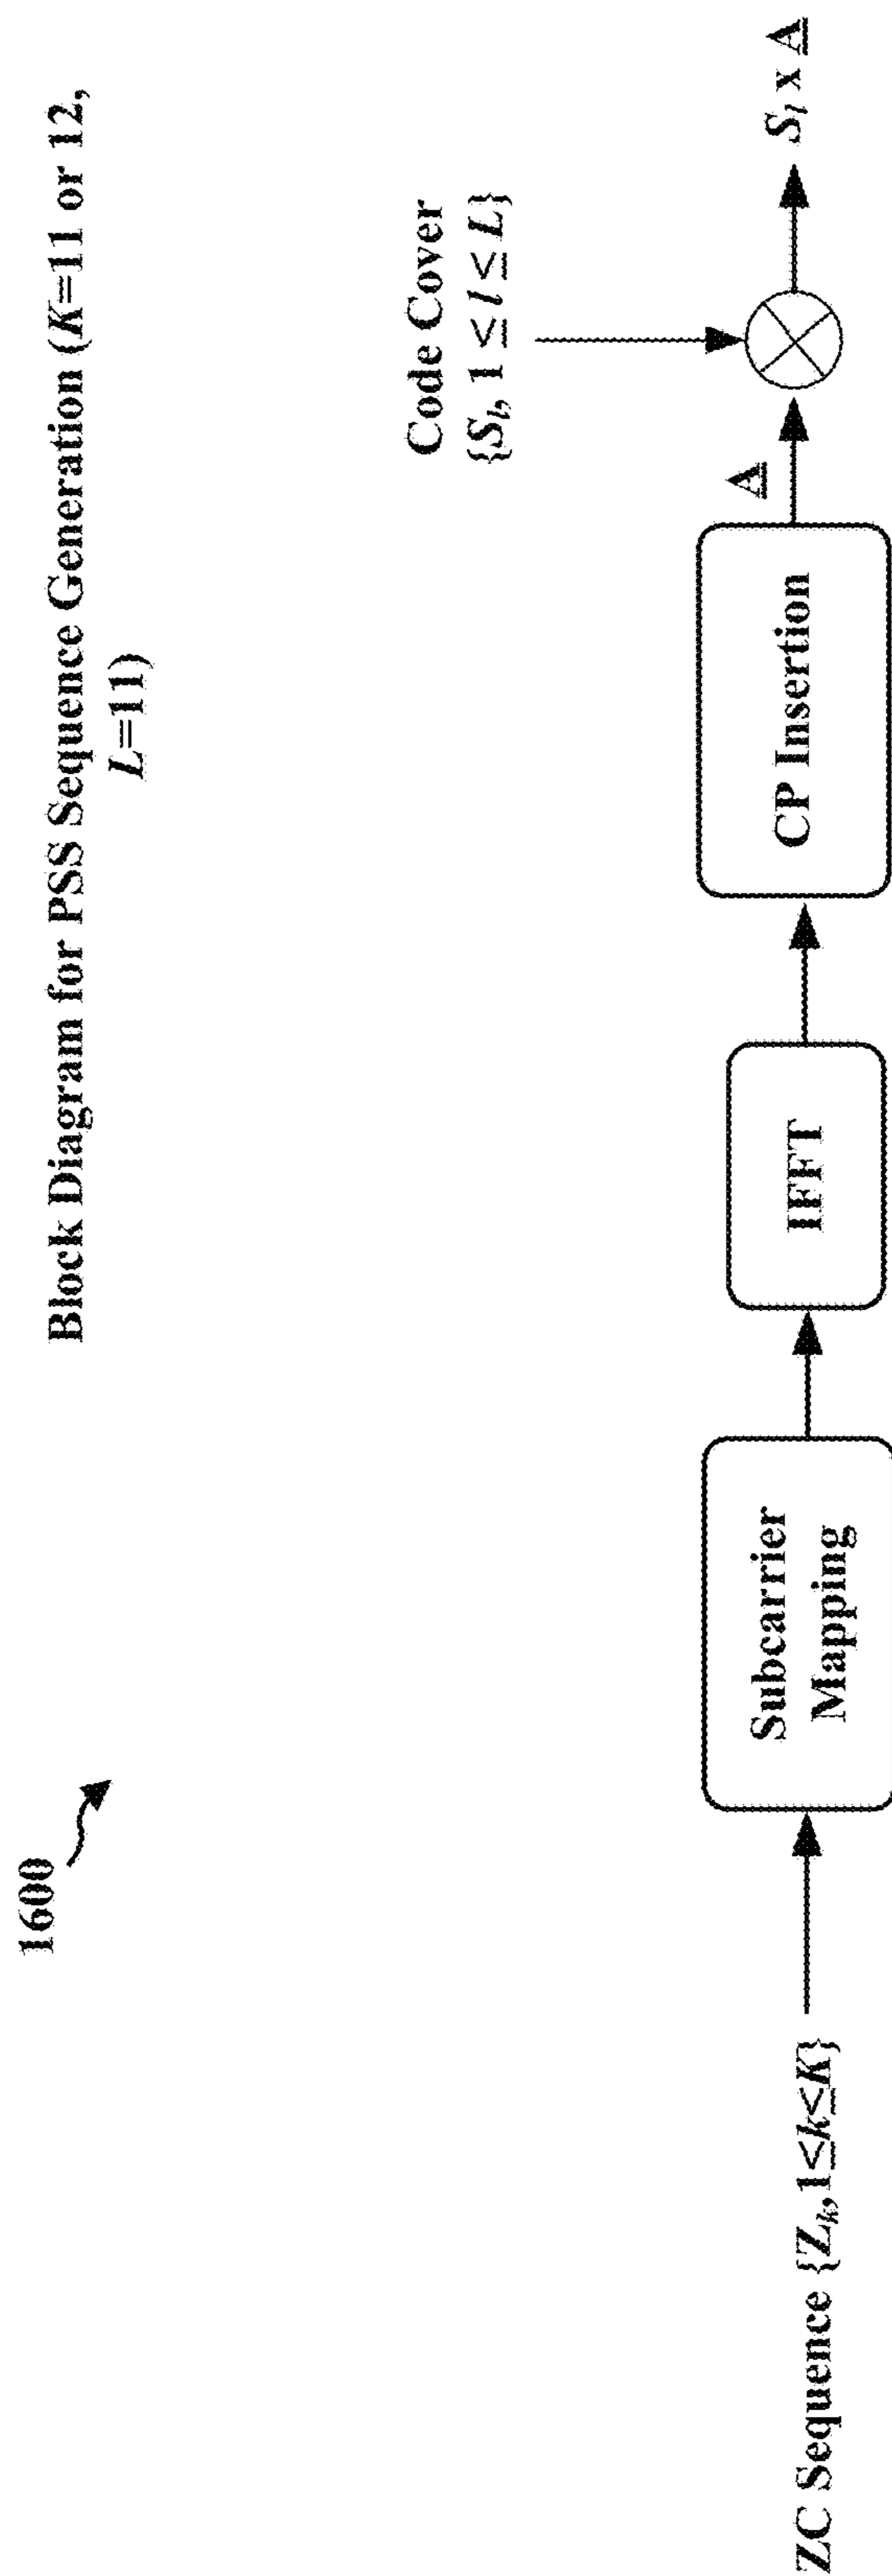 1600
Block Diagram for PSS Sequence Generation (K=11 or 12,
L=11)
Code Cover
{S_l, 1 ≤ l ≤ L}
ZC Sequence {Z_k, 1≤k≤K}
Subcarrier
Mapping
IFFT
CP Insertion
A
S_l x A